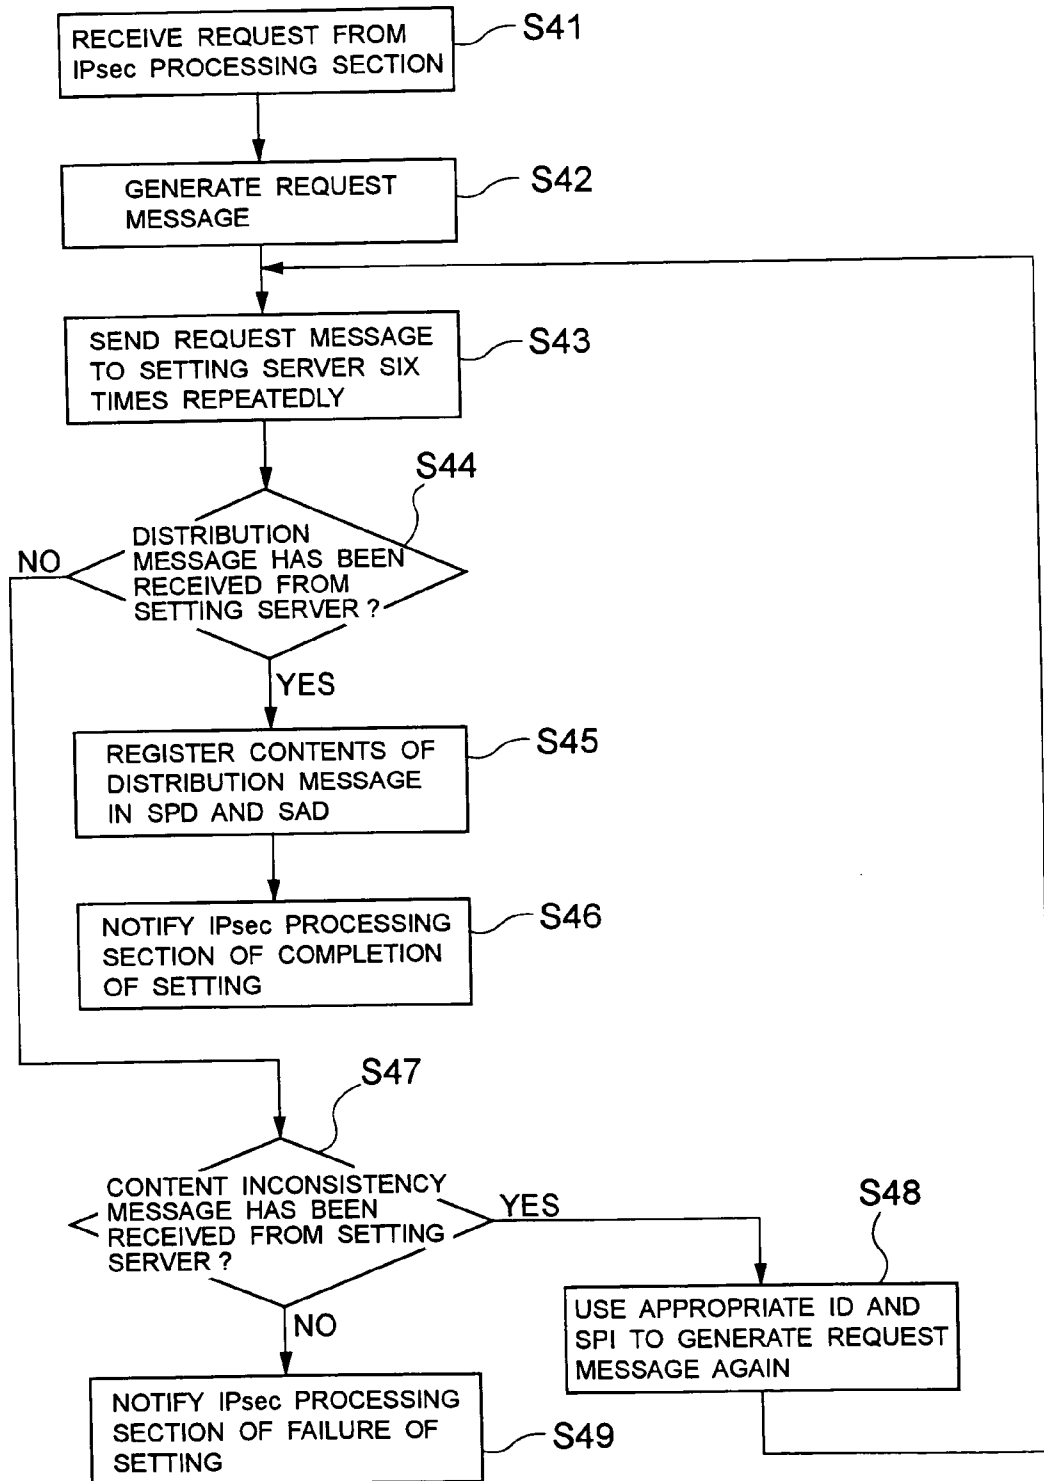 RECEIVE REQUEST FROM
IPsec PROCESSING SECTION
S41
GENERATE REQUEST
MESSAGE
S42
SEND REQUEST MESSAGE
TO SETTING SERVER SIX
TIMES REPEATEDLY
S43
S44
DISTRIBUTION
MESSAGE HAS BEEN
RECEIVED FROM
SETTING SERVER ?
NO
YES
REGISTER CONTENTS OF
DISTRIBUTION MESSAGE
IN SPD AND SAD
S45
NOTIFY IPsec PROCESSING
SECTION OF COMPLETION
OF SETTING
S46
S47
CONTENT INCONSISTENCY
MESSAGE HAS BEEN
RECEIVED FROM SETTING
SERVER ?
YES
NO
S48
USE APPROPRIATE ID AND
SPI TO GENERATE REQUEST
MESSAGE AGAIN
NOTIFY IPsec PROCESSING
SECTION OF FAILURE OF
SETTING
S49